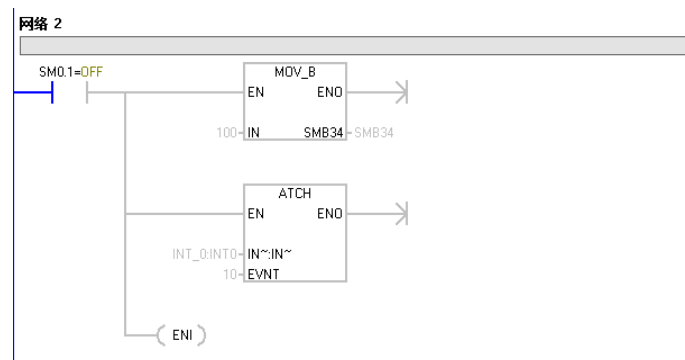 网络 2
SM0.1=OFF
MOV_B
EN ENO
100 IN SMB34 SMB34
ATCH
EN ENO
INT_0:INT0 IN~:IN~
10 EVNT
ENI